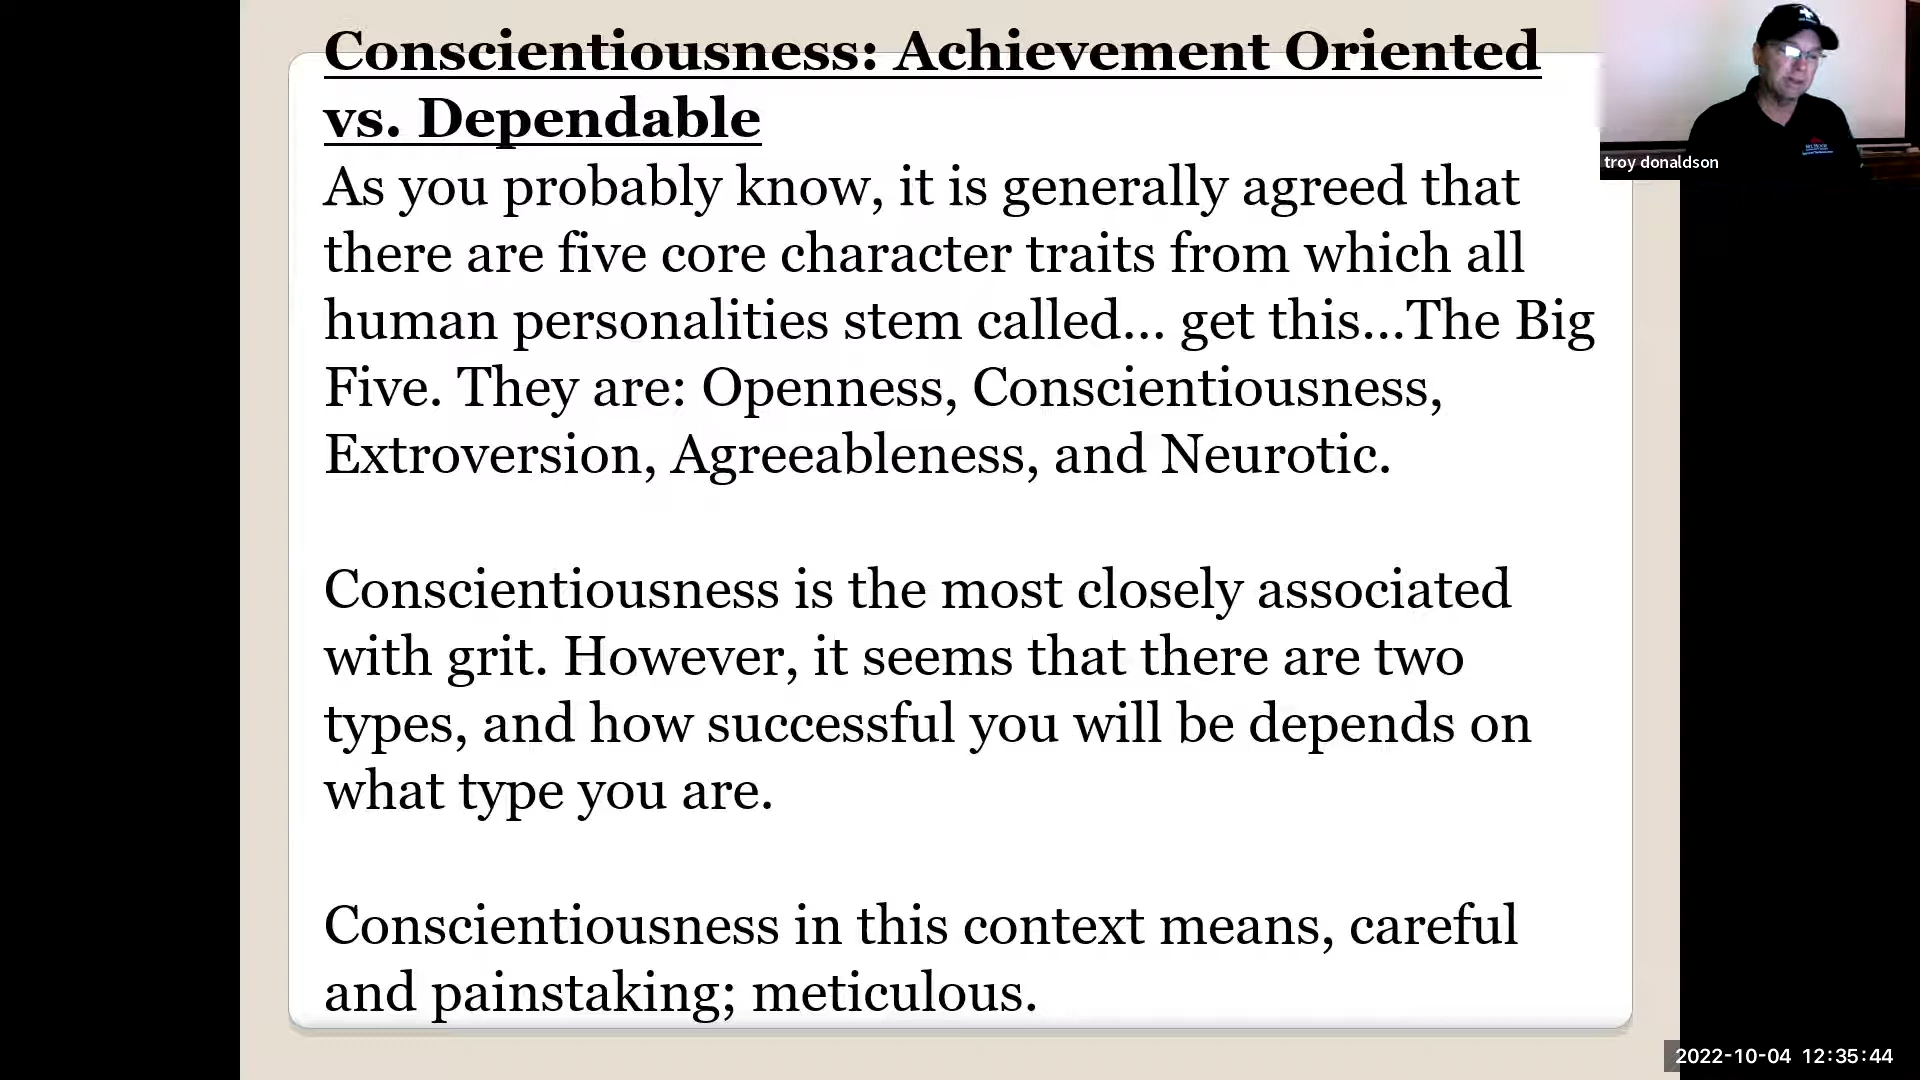 Conscientiousness: Achievement Oriented
vs. Dependable
As you probably know, it is generally agreed that
there are five core character traits from which all
human personalities stem called… get this…The Big
Five. They are: Openness, Conscientiousness,
Extroversion, Agreeableness, and Neurotic.
Conscientiousness is the most closely associated
with grit. However, it seems that there are two
types, and how successful you will be depends on
what type you are.
Conscientiousness in this context means, careful
and painstaking; meticulous.
troy donaldson
2022-10-04 12:35:44